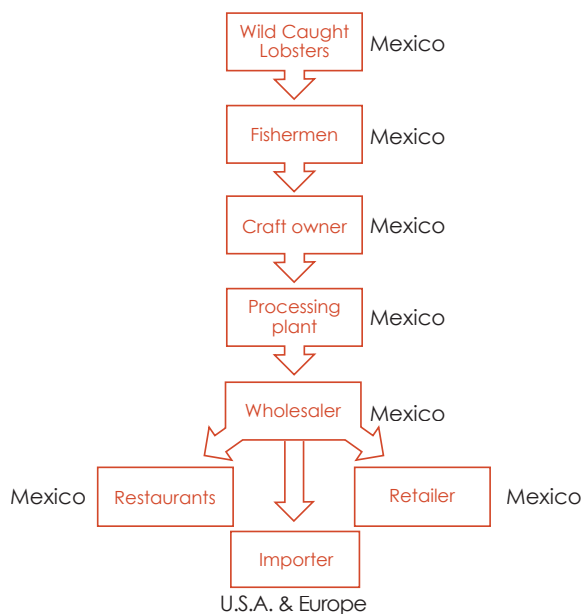 Wild Caught
Lobsters
Mexico
Fishermen
Mexico
Craft owner
Mexico
Processing
plant
Mexico
Wholesaler
Mexico
Mexico
Restaurants
Retailer
Mexico
Importer
U.S.A. & Europe